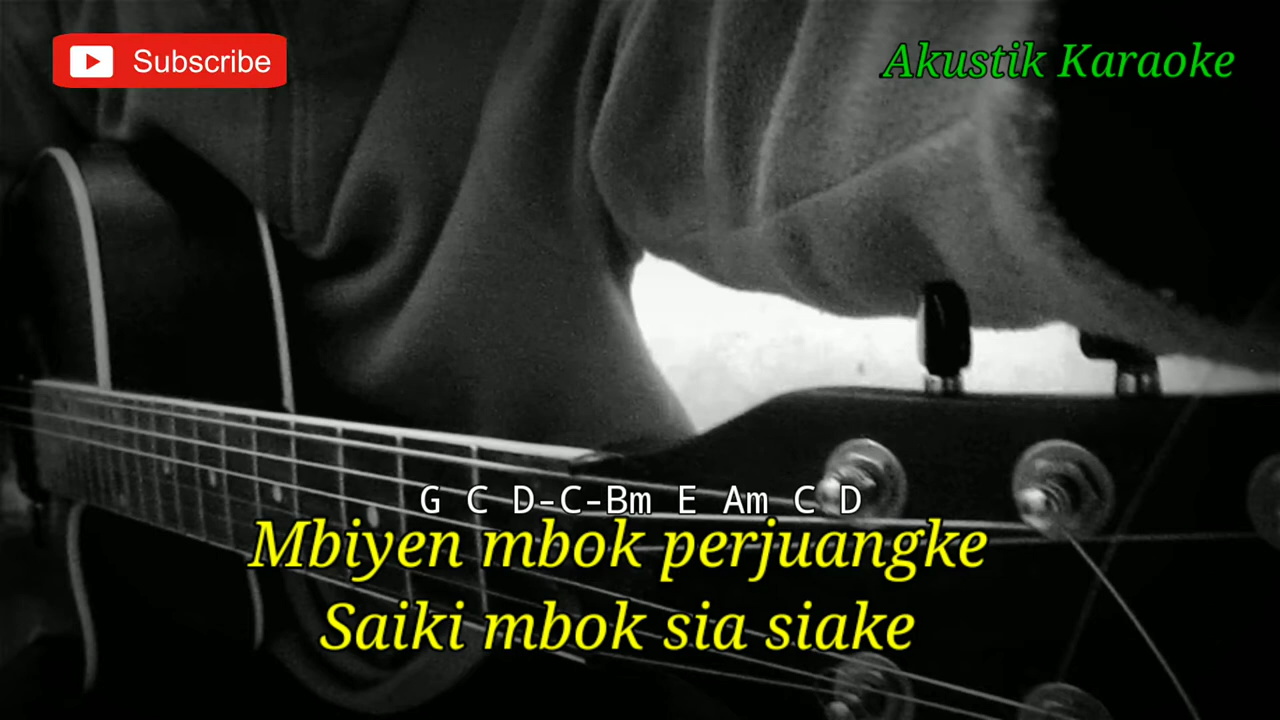 Subscribe
Akustik Karaoke
G C D-C-Bm E Am C D
Mbiyen mbok perjuangke
Saiki mbok sia siake